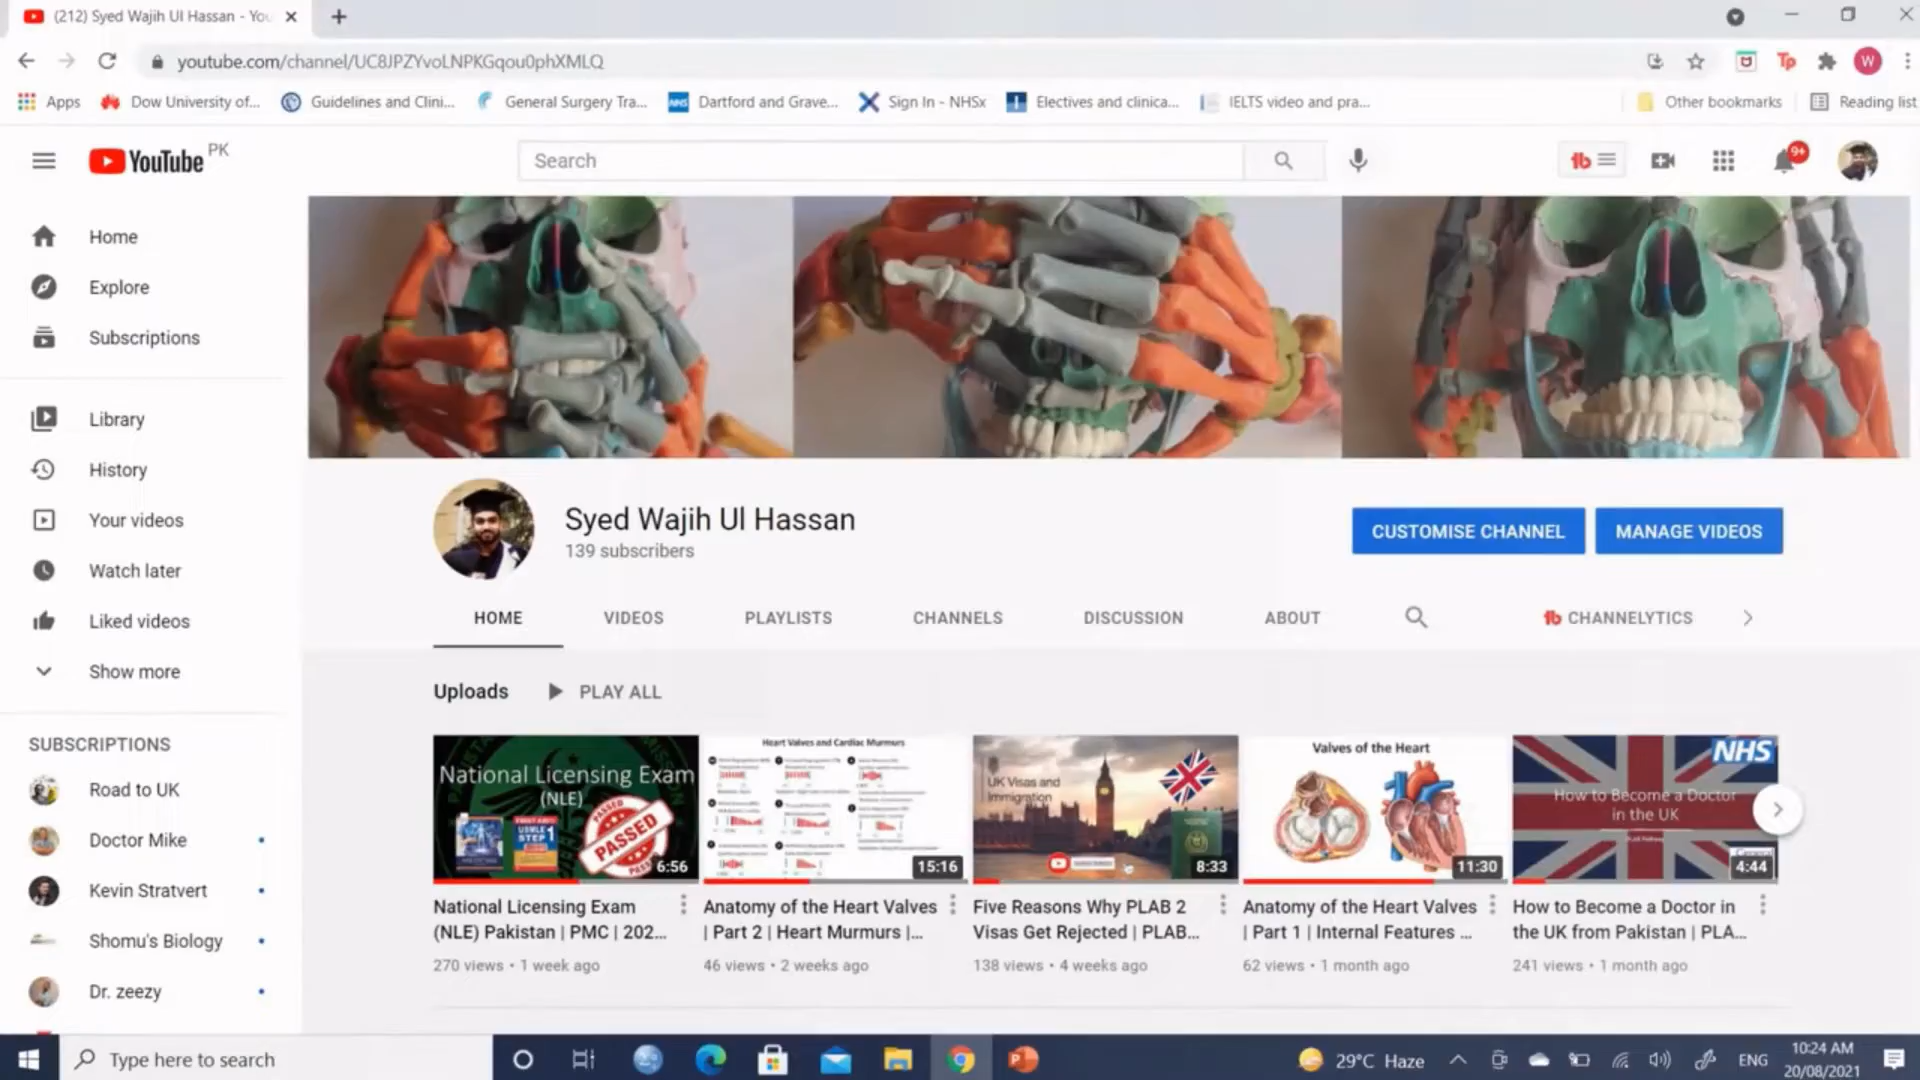 (212) Syed Wajih Ul Hassan - You
youtube.com/channel/UC8JPZYvoLNPKGqou0phXMLQ
W
Apps
Dow University of...
Guidelines and Clini...
General Surgery Tra...
NHS
Dartford and Grave...
Sign In - NHSx
Electives and clinica...
IELTS video and pra...
Other bookmarks
Reading list
YouTube PK
Search
9+
Home
Explore
Subscriptions
Library
History
Your videos
Watch later
Liked videos
Show more
SUBSCRIPTIONS
Road to UK
Doctor Mike
Kevin Stratvert
Shomu's Biology
Dr. zeezy
Syed Wajih Ul Hassan
139 subscribers
CUSTOMISE CHANNEL
MANAGE VIDEOS
HOME
VIDEOS
PLAYLISTS
CHANNELS
DISCUSSION
ABOUT
CHANNELYTICS
Uploads
PLAY ALL
National Licensing Exam
(NLE)
USMLE
STEP 1
PASSED
6:56
Heart Valves and Cardiac Murmurs
15:16
UK Visas and
Immigration
8:33
Valves of the Heart
11:30
NHS
How to Become a Doctor
in the UK
4:44
National Licensing Exam
(NLE) Pakistan | PMC | 202...
270 views • 1 week ago
Anatomy of the Heart Valves
| Part 2 | Heart Murmurs |...
46 views • 2 weeks ago
Five Reasons Why PLAB 2
Visas Get Rejected | PLAB...
138 views • 4 weeks ago
Anatomy of the Heart Valves
| Part 1 | Internal Features ...
62 views • 1 month ago
How to Become a Doctor in
the UK from Pakistan | PLA...
241 views • 1 month ago
Type here to search
29°C Haze
ENG
10:24 AM
20/08/2021